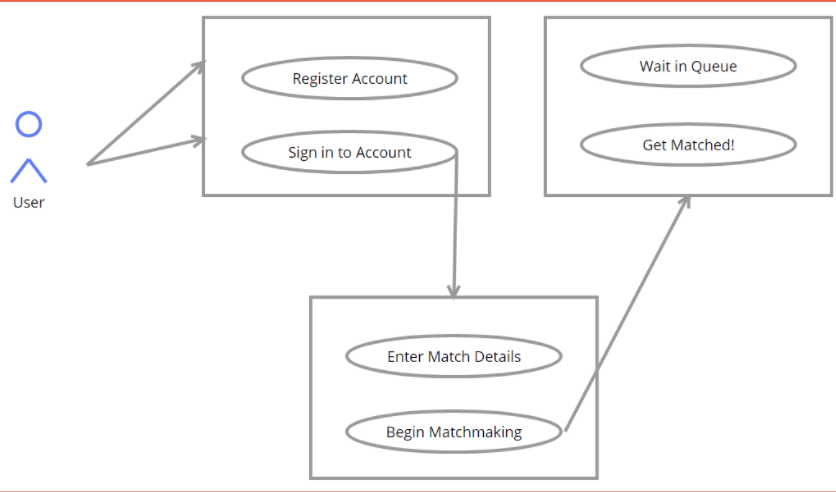 User
Register Account
Sign in to Account
Enter Match Details
Begin Matchmaking
Wait in Queue
Get Matched!